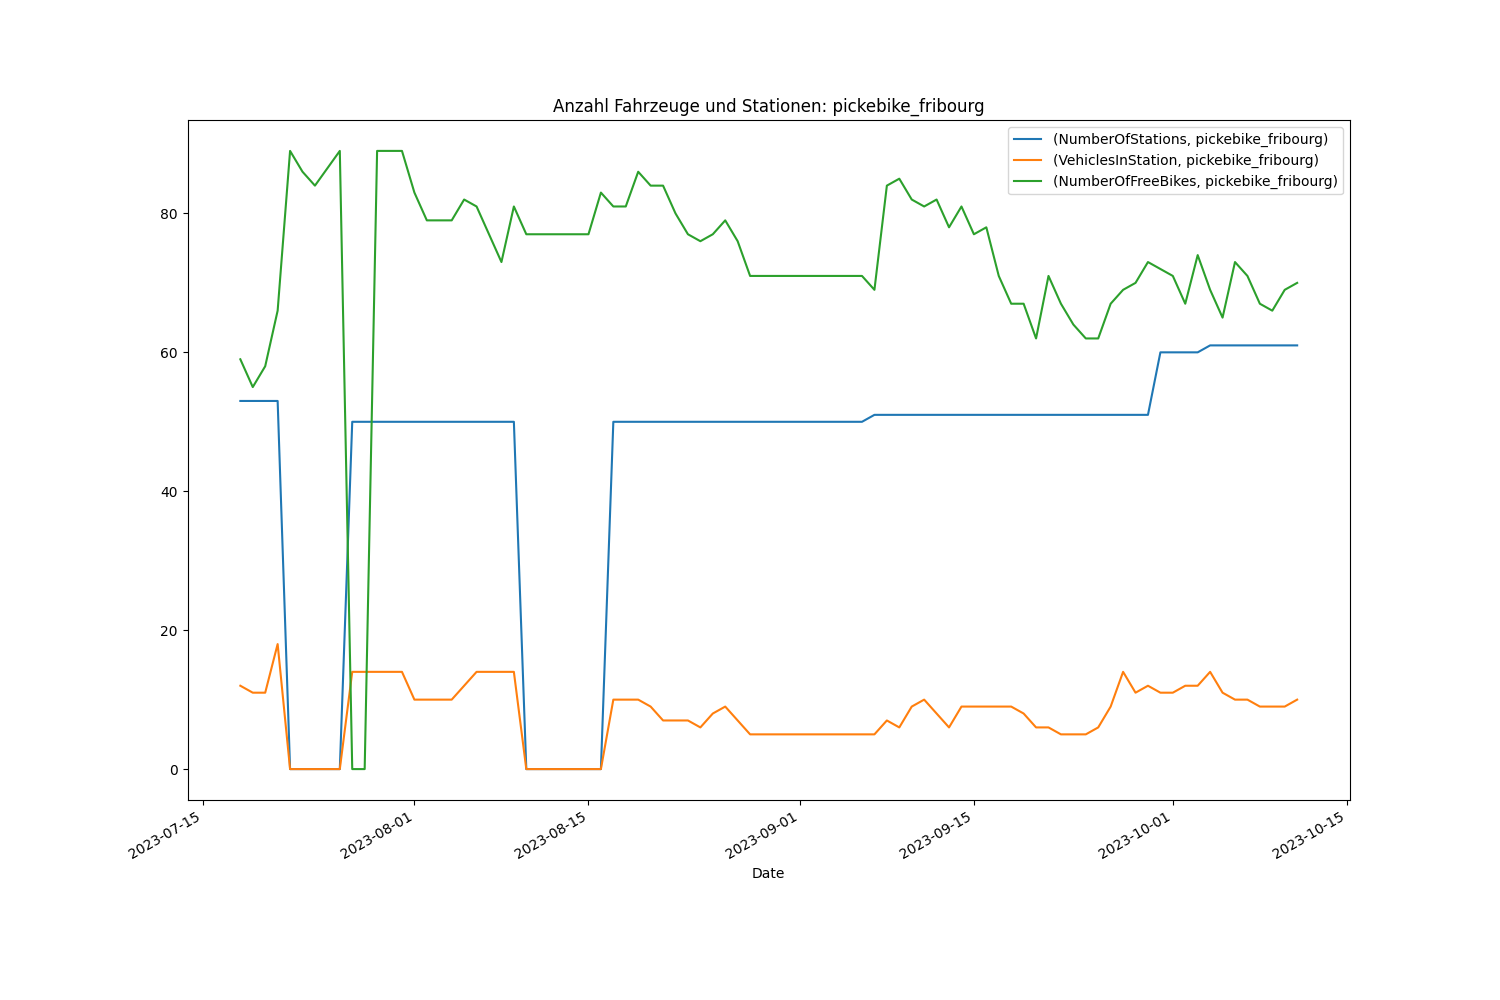 Anzahl Fahrzeuge und Stationen: pickebike_fribourg
(NumberOfStations, pickebike_fribourg)
(VehiclesInStation, pickebike_fribourg)
(NumberOfFreeBikes, pickebike_fribourg)
80
60
40
20
0
2023-07-15
2023-08-01
2023-08-15
2023-09-01
2023-09-15
2023-10-01
2023-10-15
Date